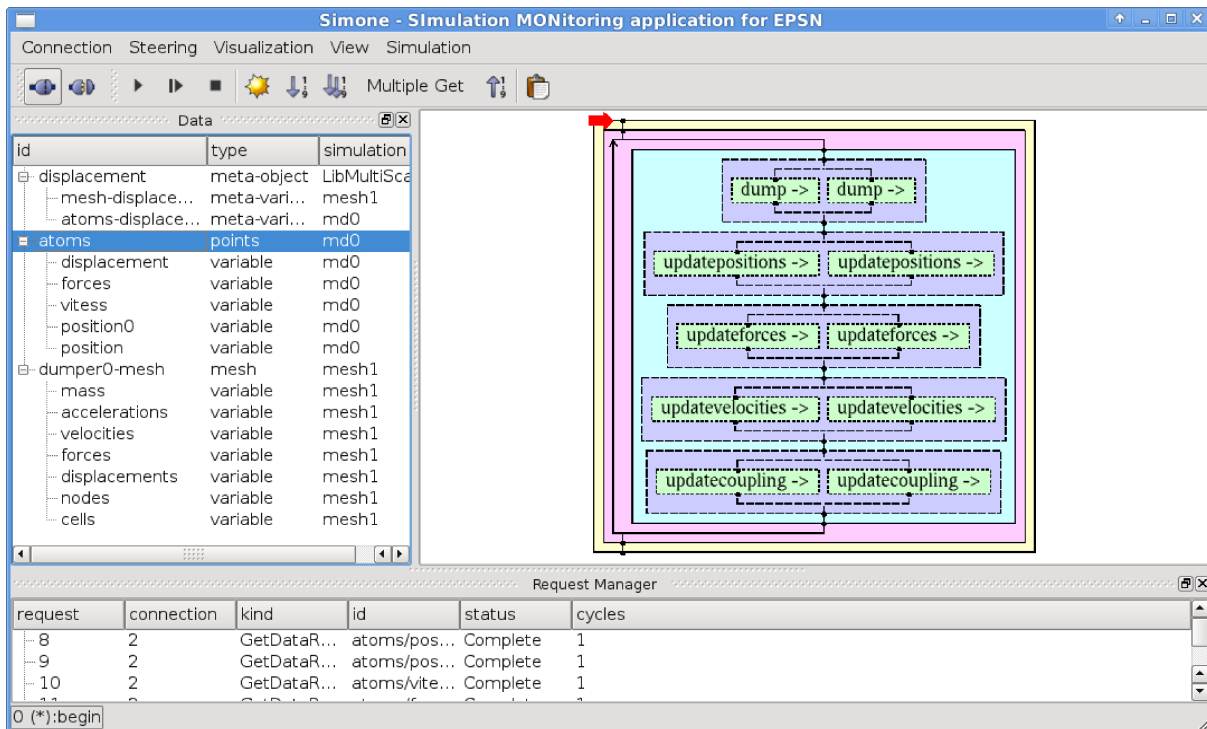 Simone - SImulation MONitoring application for EPSN
Connection Steering Visualization View Simulation
Multiple Get
Data
id type simulation
displacement meta-object LibMultiSca
mesh-displace... meta-vari... mesh1
atoms-displace... meta-vari... md0
atoms points md0
displacement variable md0
forces variable md0
vitess variable md0
position0 variable md0
position variable md0
dumper0-mesh mesh mesh1
mass variable mesh1
accelerations variable mesh1
velocities variable mesh1
forces variable mesh1
displacements variable mesh1
nodes variable mesh1
cells variable mesh1
dump -> dump ->
updatepositions -> updatepositions ->
updateforces -> updateforces ->
updatevelocities -> updatevelocities ->
updatecoupling -> updatecoupling ->
Request Manager
request connection kind id status cycles
8 2 GetDataR... atoms/pos... Complete 1
9 2 GetDataR... atoms/pos... Complete 1
10 2 GetDataR... atoms/vite... Complete 1
0 (*):begin